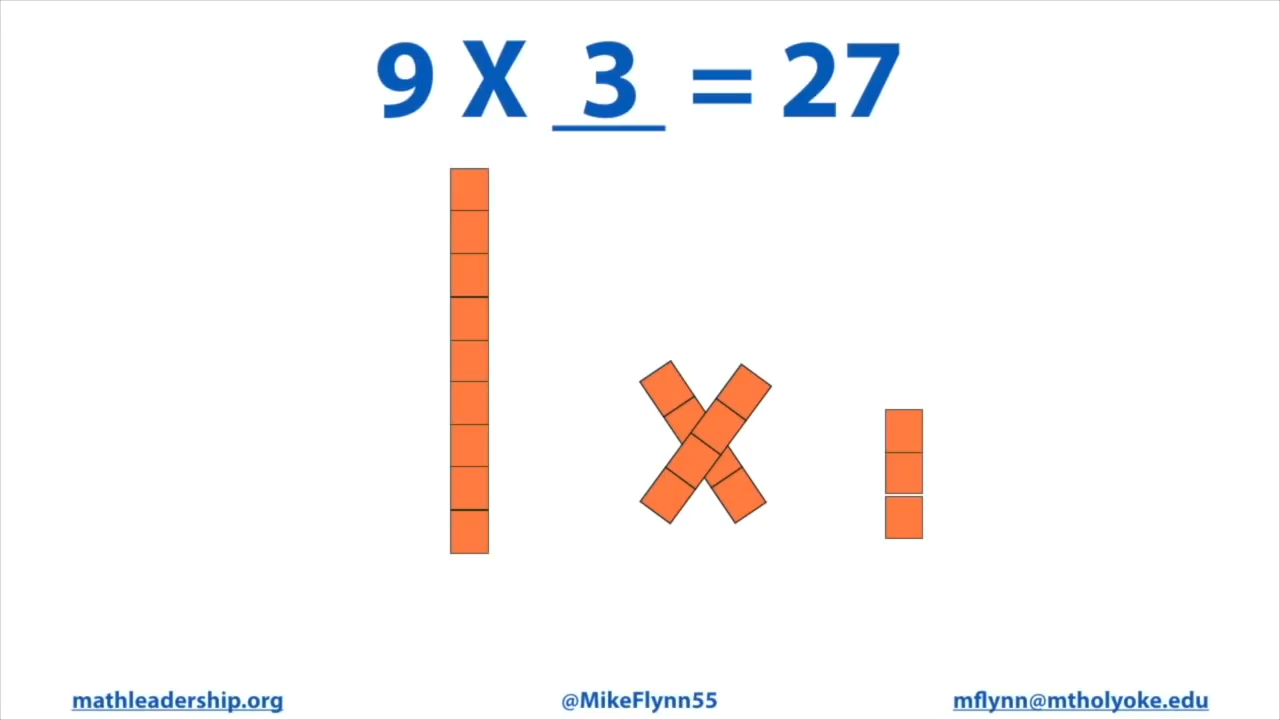 9 X 3 = 27
mathleadership.org
@MikeFlynn55
mflynn@mtholyoke.edu